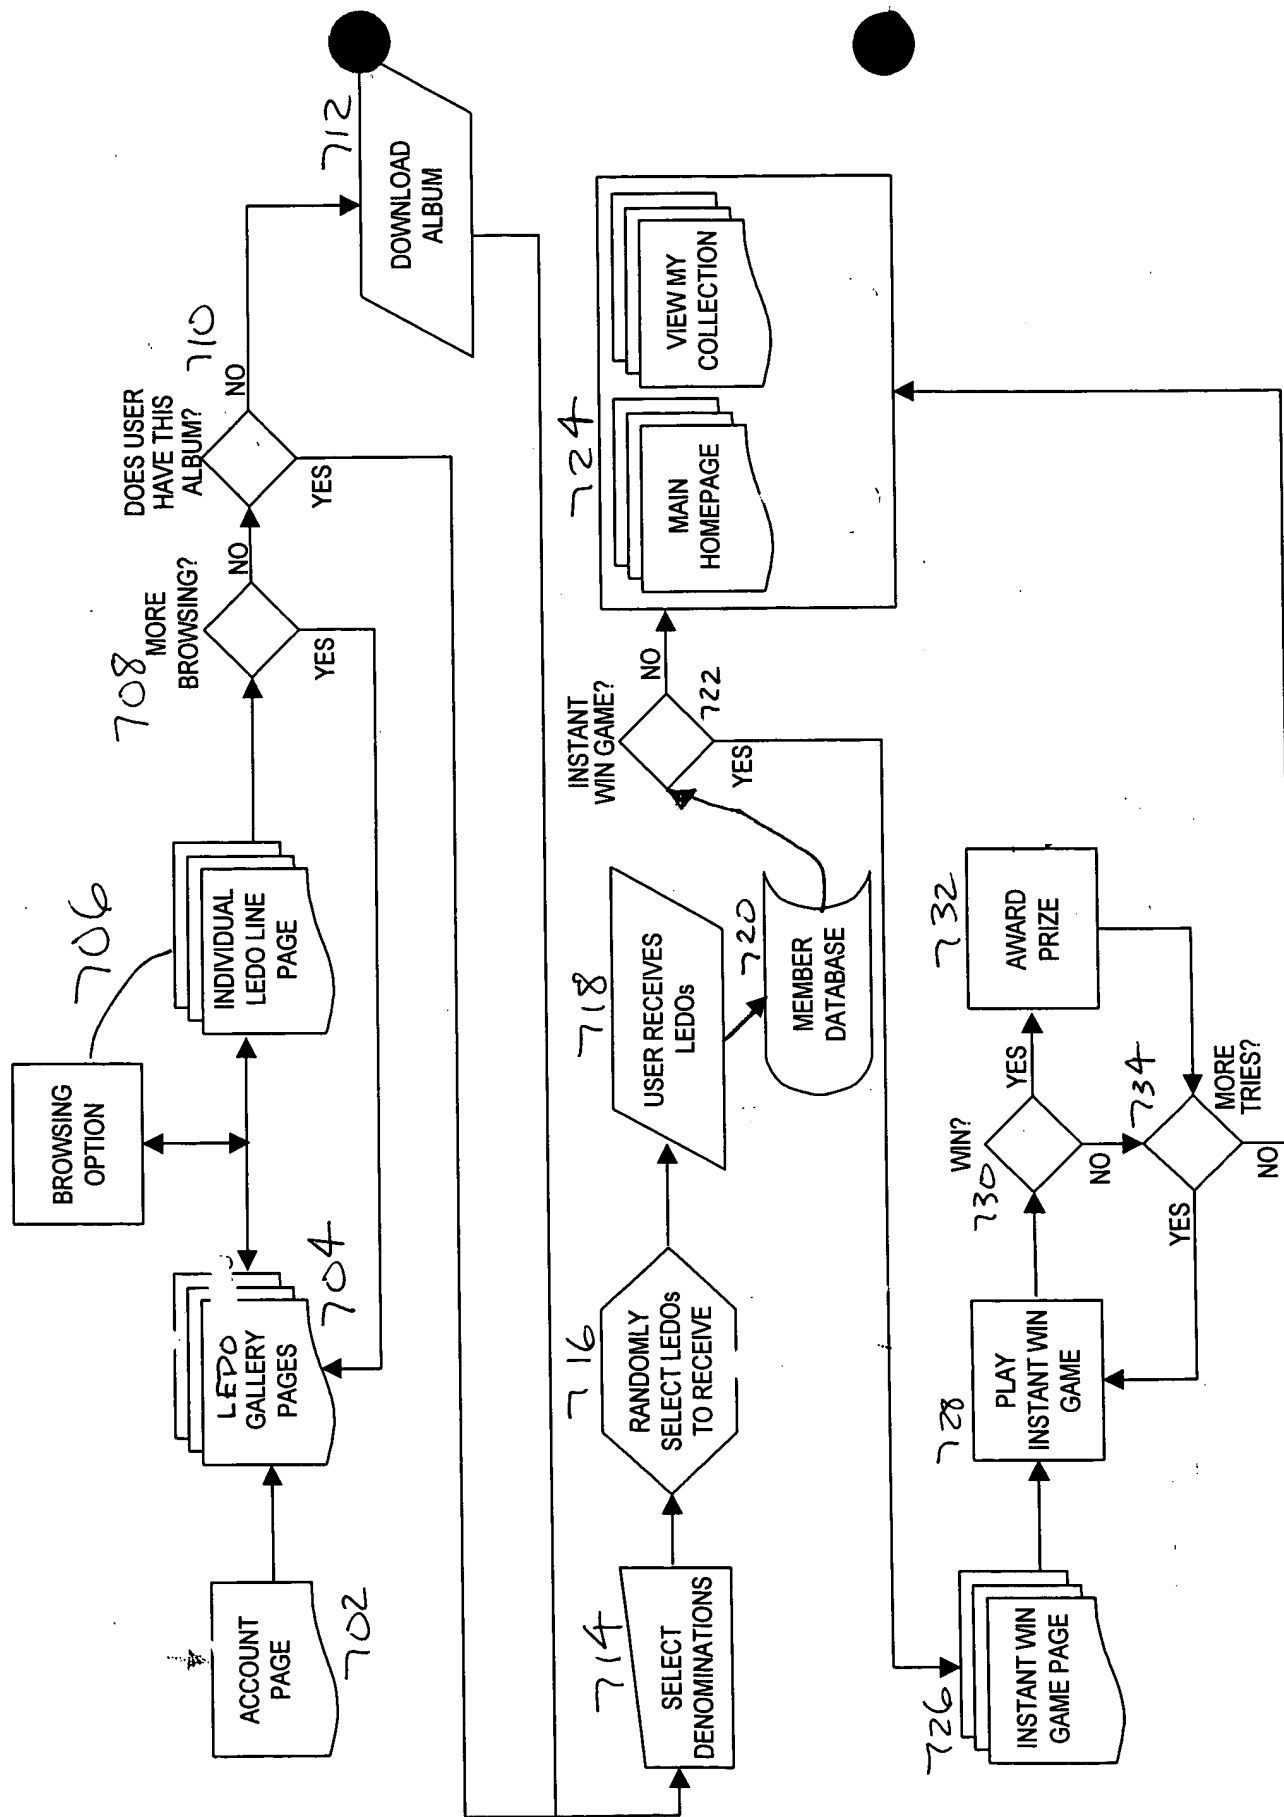 BROWSING
OPTION
706
ACCOUNT
PAGE
702
LEDO
GALLERY
PAGES
704
INDIVIDUAL
LEDO LINE
PAGE
708
MORE
BROWSING?
NO
YES
DOES USER
HAVE THIS
ALBUM?
710
NO
YES
712
DOWNLOAD
ALBUM
714
SELECT
DENOMINATIONS
716
RANDOMLY
SELECT LEDOs
TO RECEIVE
718
USER RECEIVES
LEDOs
720
MEMBER
DATABASE
INSTANT
WIN GAME?
722
NO
YES
724
MAIN
HOMEPAGE
VIEW MY
COLLECTION
726
INSTANT WIN
GAME PAGE
728
PLAY
INSTANT WIN
GAME
WIN?
730
YES
NO
732
AWARD
PRIZE
734
MORE
TRIES?
YES
NO